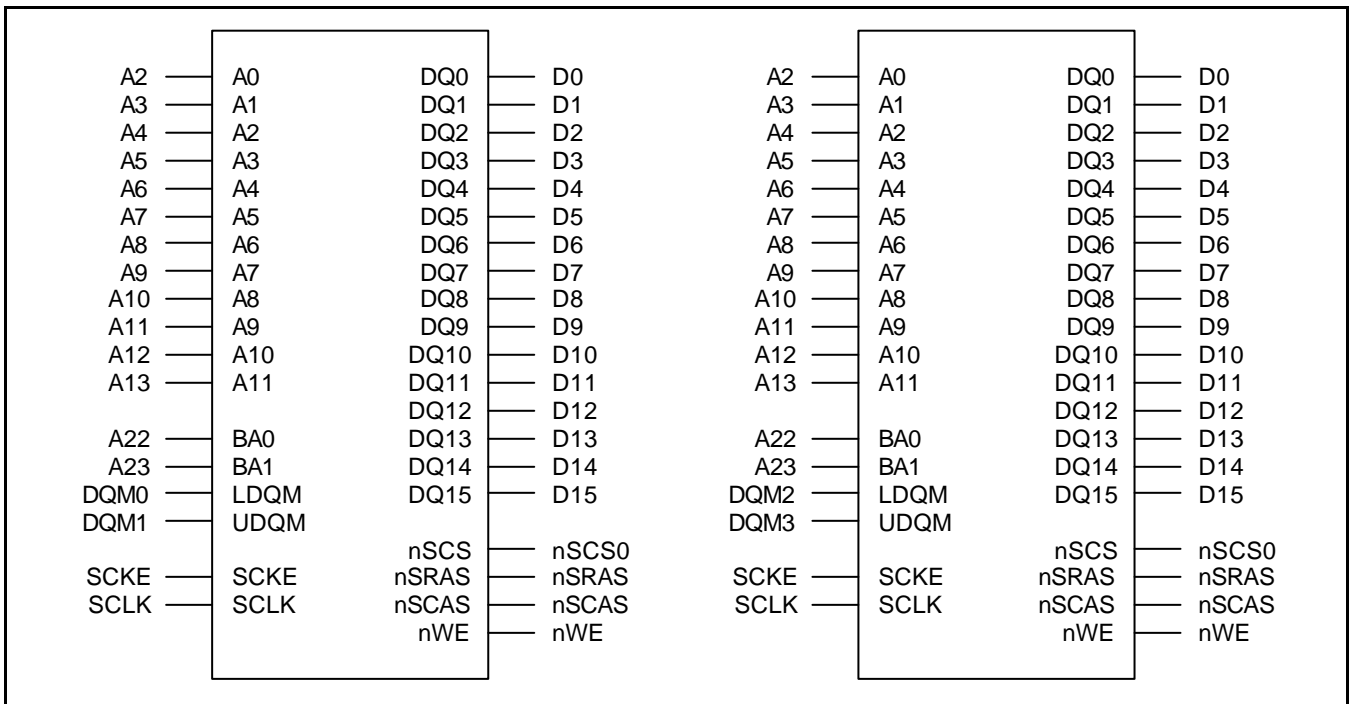 A2 A0 DQ0 D0 A2 A0 DQ0 D0
A3 A1 DQ1 D1 A3 A1 DQ1 D1
A4 A2 DQ2 D2 A4 A2 DQ2 D2
A5 A3 DQ3 D3 A5 A3 DQ3 D3
A6 A4 DQ4 D4 A6 A4 DQ4 D4
A7 A5 DQ5 D5 A7 A5 DQ5 D5
A8 A6 DQ6 D6 A8 A6 DQ6 D6
A9 A7 DQ7 D7 A9 A7 DQ7 D7
A10 A8 DQ8 D8 A10 A8 DQ8 D8
A11 A9 DQ9 D9 A11 A9 DQ9 D9
A12 A10 DQ10 D10 A12 A10 DQ10 D10
A13 A11 DQ11 D11 A13 A11 DQ11 D11
DQ12 D12 DQ12 D12
A22 BA0 DQ13 D13 A22 BA0 DQ13 D13
A23 BA1 DQ14 D14 A23 BA1 DQ14 D14
DQM0 LDQM DQ15 D15 DQM2 LDQM DQ15 D15
DQM1 UDQM DQM3 UDQM
nSCS nSCS0 nSCS nSCS0
SCKE SCKE nSRAS nSRAS SCKE SCKE nSRAS nSRAS
SCLK SCLK nSCAS nSCAS SCLK SCLK nSCAS nSCAS
nWE nWE nWE nWE